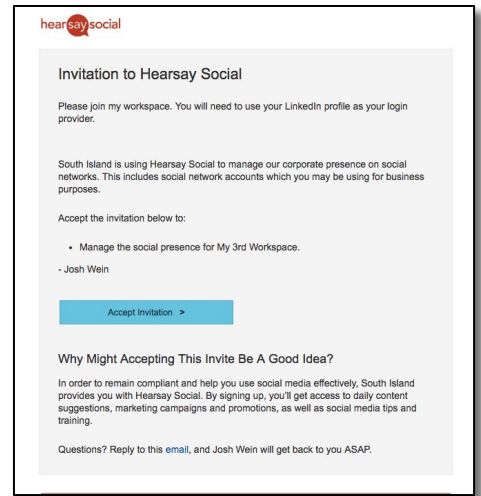 hearsaysocial
Invitation to Hearsay Social
Please join my workspace. You will need to use your LinkedIn profile as your login
provider.
South Island is using Hearsay Social to manage our corporate presence on social
networks. This includes social network accounts which you may be using for business
purposes.
Accept the invitation below to:
• Manage the social presence for My 3rd Workspace.
- Josh Wein
Accept Invitation >
Why Might Accepting This Invite Be A Good Idea?
In order to remain compliant and help you use social media effectively, South Island
provides you with Hearsay Social. By signing up, you'll get access to daily content
suggestions, marketing campaigns and promotions, as well as social media tips and
training.
Questions? Reply to this email, and Josh Wein will get back to you ASAP.